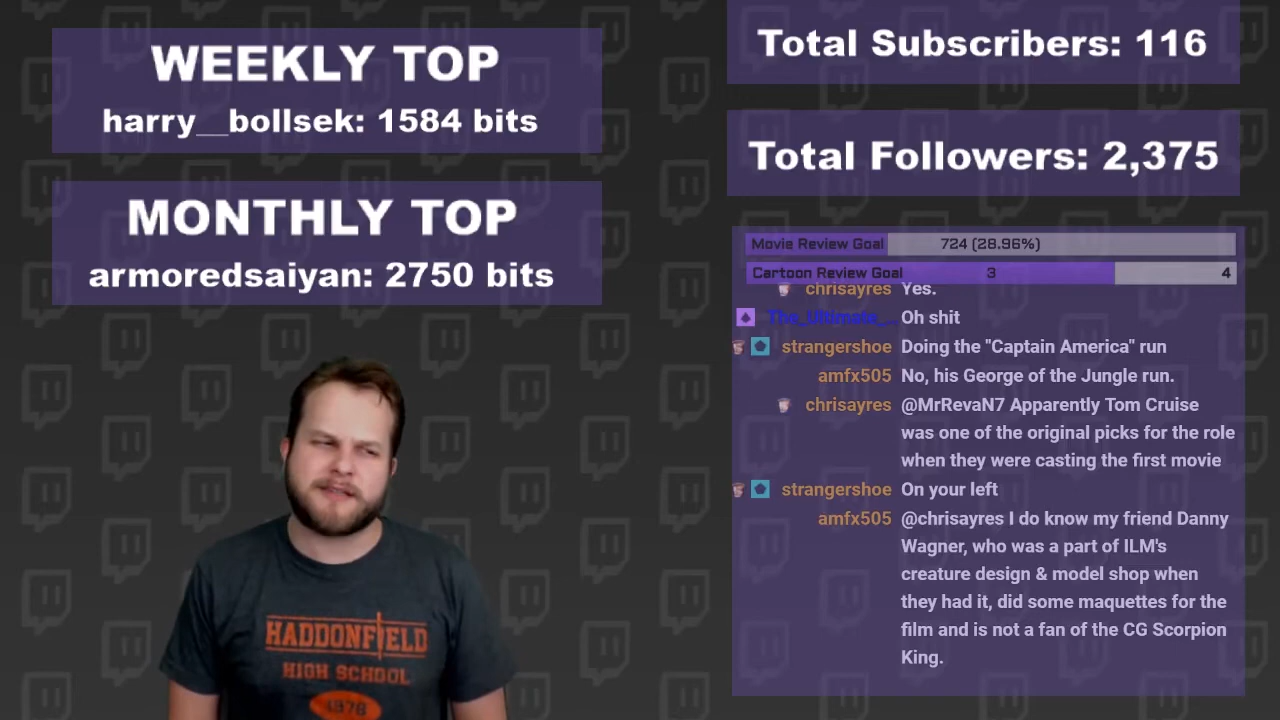 WEEKLY TOP
harry__bollsek: 1584 bits
MONTHLY TOP
armoredsaiyan: 2750 bits
Total Subscribers: 116
Total Followers: 2,375
Movie Review Goal 724 (28.96%)
Cartoon Review Goal 3 4
chrisayres Yes.
The_Ultimate_... Oh shit
strangershoe Doing the "Captain America" run
amfx505 No, his George of the Jungle run.
chrisayres @MrRevaN7 Apparently Tom Cruise
was one of the original picks for the role
when they were casting the first movie
strangershoe On your left
amfx505 @chrisayres I do know my friend Danny
Wagner, who was a part of ILM's
creature design & model shop when
they had it, did some maquettes for the
film and is not a fan of the CG Scorpion
King.
HADDONFIELD
HIGH SCHOOL
1978